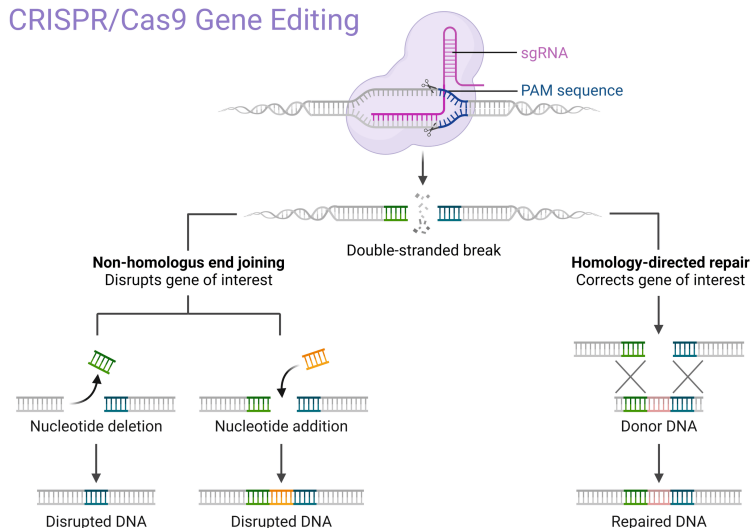 CRISPR/Cas9 Gene Editing
sgRNA
PAM sequence
Double-stranded break
Non-homologus end joining
Disrupts gene of interest
Homology-directed repair
Corrects gene of interest
Nucleotide deletion
Nucleotide addition
Donor DNA
Disrupted DNA
Disrupted DNA
Repaired DNA